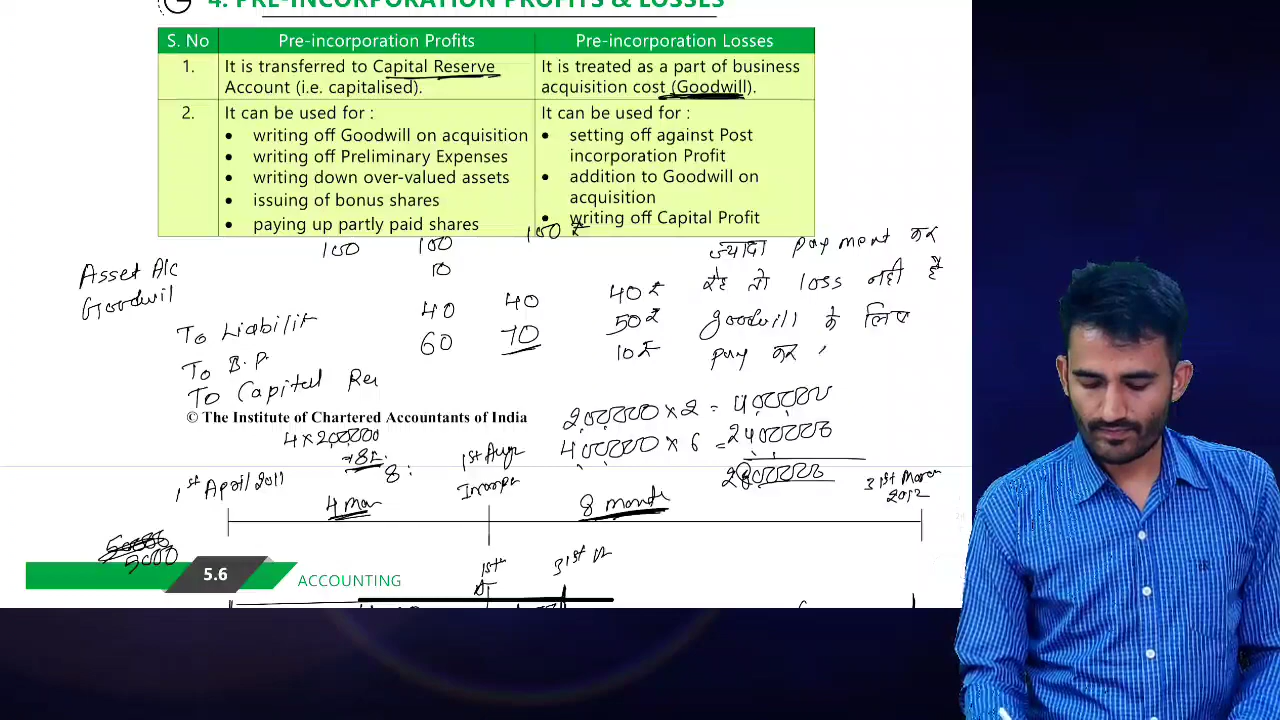 4. PRE-INCORPORATION PROFITS & LOSSES
S. No Pre-incorporation Profits Pre-incorporation Losses
1. It is transferred to Capital Reserve Account (i.e. capitalised). It is treated as a part of business acquisition cost (Goodwill).
2. It can be used for : It can be used for :
• writing off Goodwill on acquisition • setting off against Post incorporation Profit
• writing off Preliminary Expenses • addition to Goodwill on acquisition
• writing down over-valued assets • writing off Capital Profit
• issuing of bonus shares
• paying up partly paid shares
100 100 100 ₹
ज्यादा payment कर
Asset A/c 10
रहे तो loss नहीं है
Goodwil
To Liabilit 40 40 40 ₹
goodwill के लिए
To B.P 60 70 50 ₹
pay कर
To Capital Re 10 ₹
© The Institute of Chartered Accountants of India
200000 × 2 = 400000
4 × 200000
400000 × 6 = 2400000
= 8L
8: 2800000
1st April 2011 1st Aug 31st March 2012
4 Mon 8 month
5000
5.6 ACCOUNTING
1st 31st